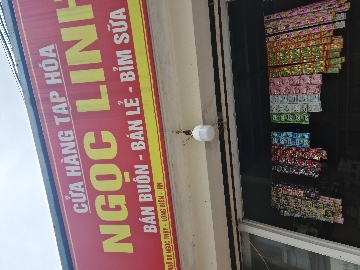 CỬA HÀNG TẠP HÓA
NGỌC LINH
BÁN BUÔN - BÁN LẺ - BỈM SỮA